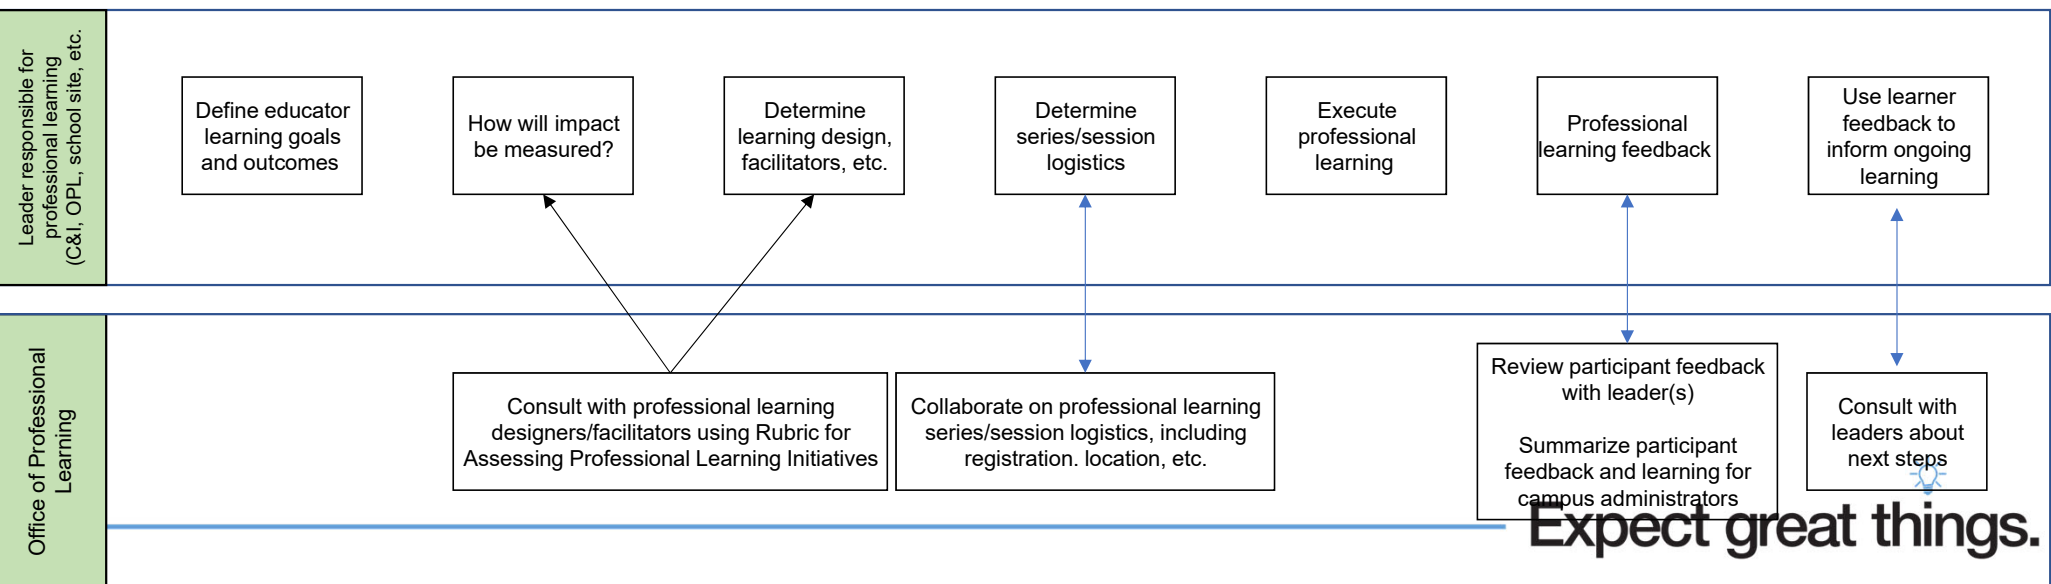 Leader responsible for
professional learning
(C&I, OPL, school site, etc.
Define educator
learning goals
and outcomes
How will impact
be measured?
Determine
learning design,
facilitators, etc.
Determine
series/session
logistics
Execute
professional
learning
Professional
learning feedback
Use learner
feedback to
inform ongoing
learning
Office of Professional
Learning
Consult with professional learning
designers/facilitators using Rubric for
Assessing Professional Learning Initiatives
Collaborate on professional learning
series/session logistics, including
registration. location, etc.
Review participant feedback
with leader(s)
Summarize participant
feedback and learning for
campus administrators
Consult with
leaders about
next steps
Expect great things.